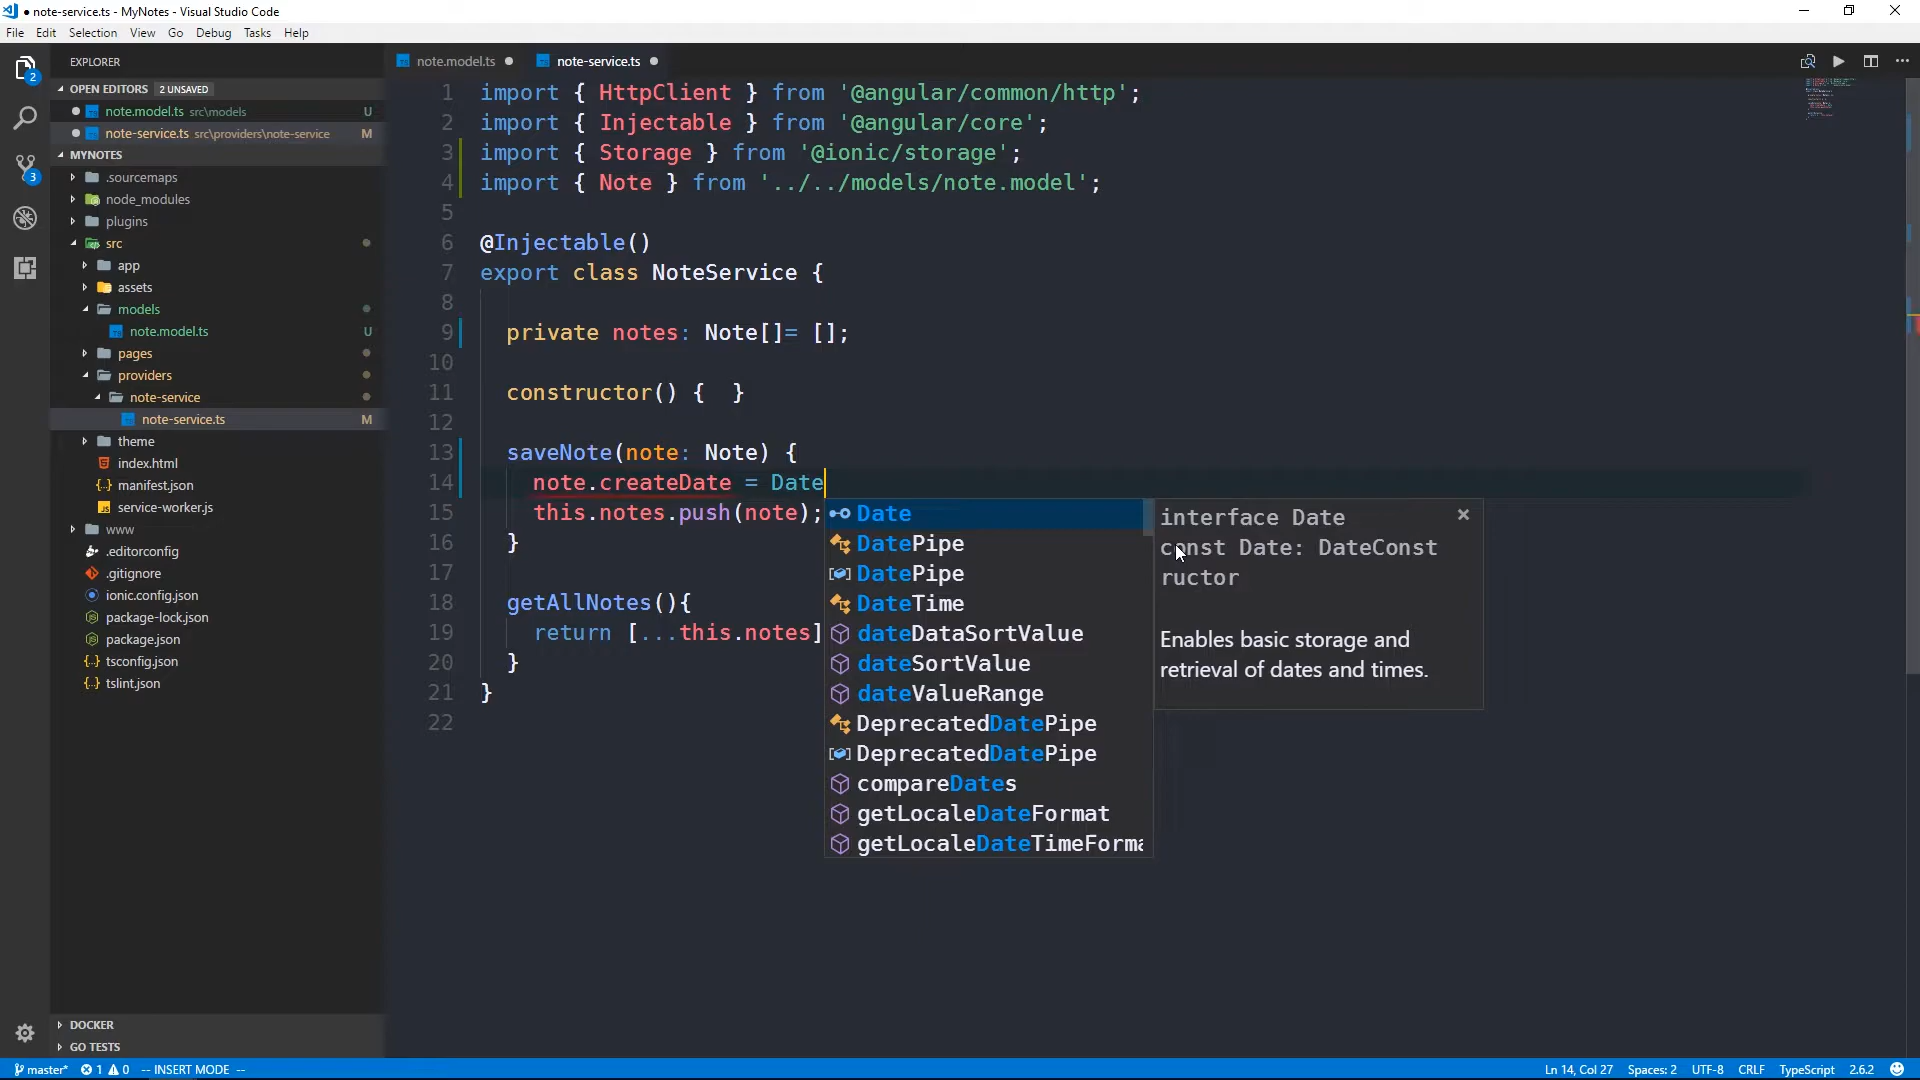 note-service.ts - MyNotes - Visual Studio Code
File Edit Selection View Go Debug Tasks Help
EXPLORER
OPEN EDITORS 2 UNSAVED
note.model.ts src\models U
note-service.ts src\providers\note-service M
MYNOTES
.sourcemaps
node_modules
plugins
src
app
assets
models
note.model.ts U
pages
providers
note-service
note-service.ts M
theme
index.html
manifest.json
service-worker.js
www
.editorconfig
.gitignore
ionic.config.json
package-lock.json
package.json
tsconfig.json
tslint.json
DOCKER
GO TESTS
2
3
note.model.ts
note-service.ts
1 import { HttpClient } from '@angular/common/http';
2 import { Injectable } from '@angular/core';
3 import { Storage } from '@ionic/storage';
4 import { Note } from '../../models/note.model';
5
6 @Injectable()
7 export class NoteService {
8
9 private notes: Note[]= [];
10
11 constructor() {  }
12
13 saveNote(note: Note) {
14 note.createDate = Date
15 this.notes.push(note);
16 }
17
18 getAllNotes(){
19 return [...this.notes]
20 }
21 }
22
Date
DatePipe
DatePipe
DateTime
dateDataSortValue
dateSortValue
dateValueRange
DeprecatedDatePipe
DeprecatedDatePipe
compareDates
getLocaleDateFormat
getLocaleDateTimeForma
interface Date
const Date: DateConst
ructor
Enables basic storage and
retrieval of dates and times.
master* 1 0 -- INSERT MODE -- Ln 14, Col 27 Spaces: 2 UTF-8 CRLF TypeScript 2.6.2